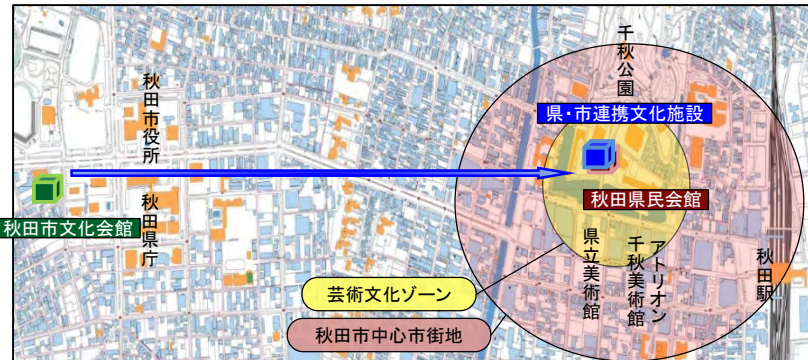 千秋公園
秋田市役所
県・市連携文化施設
秋田県民会館
秋田市文化会館
秋田県庁
県立美術館
千秋美術館
アトリオン
秋田駅
芸術文化ゾーン
秋田市中心市街地